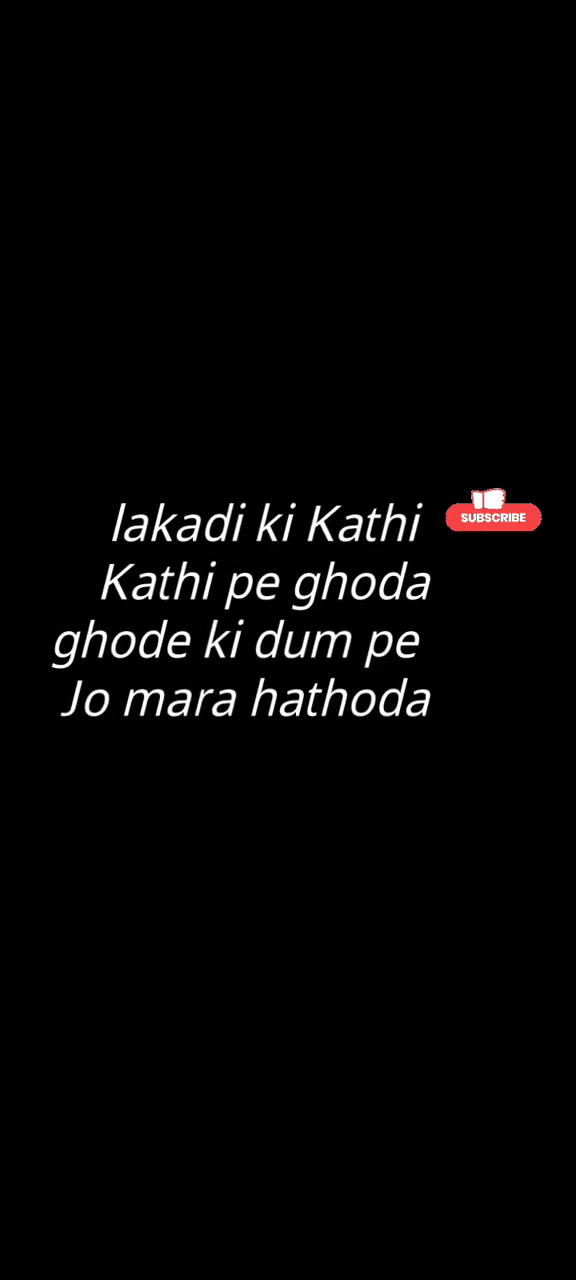 lakadi ki Kathi
SUBSCRIBE
Kathi pe ghoda
ghode ki dum pe
Jo mara hathoda